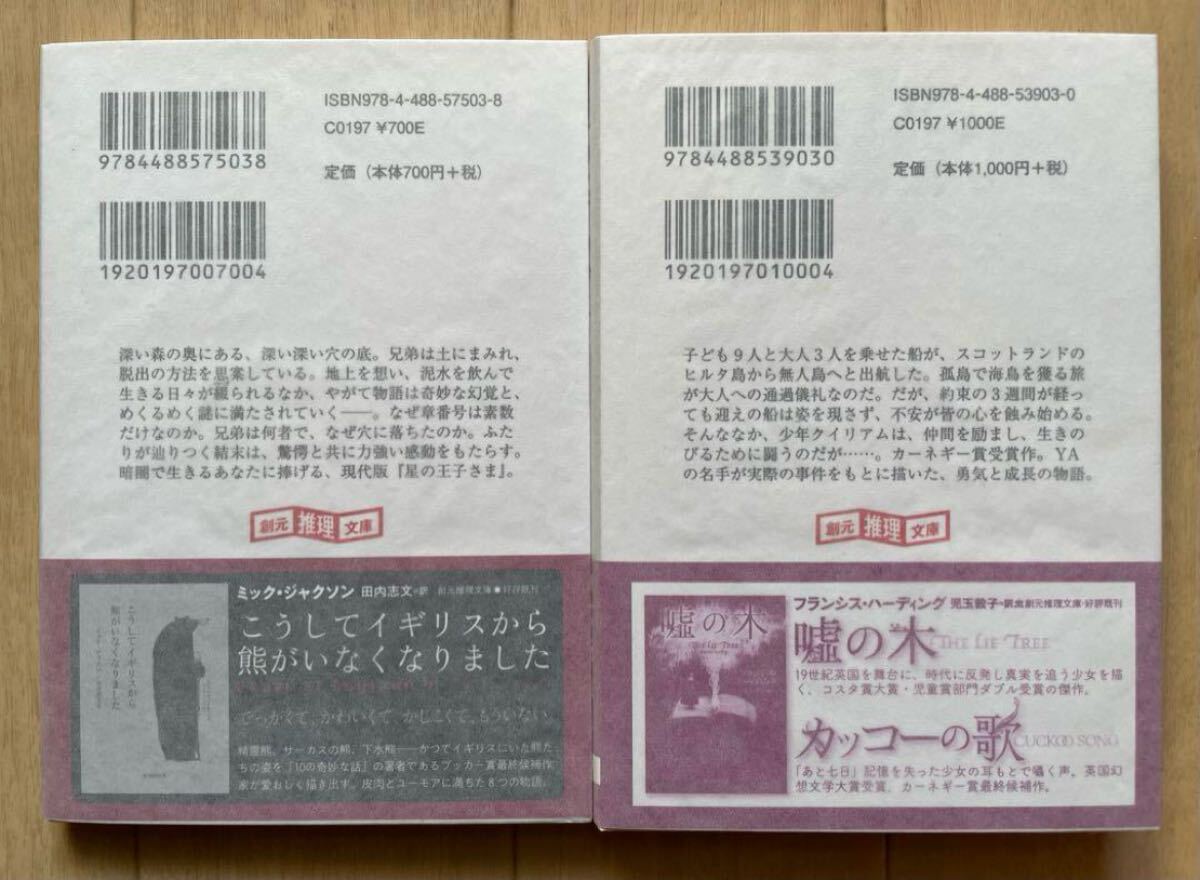 ISBN978-4-488-57503-8
C0197 ¥700E
9784488575038
定価（本体700円＋税）
1920197007004
深い森の奥にある、深い深い穴の底。兄弟は土にまみれ、
脱出の方法を思案している。地上を想い、泥水を飲んで
生きる日々が綴られるなか、やがて物語は奇妙な幻覚と、
めくるめく謎に満たされていく――。なぜ章番号は素数
だけなのか。兄弟は何者で、なぜ穴に落ちたのか。ふた
りが辿りつく結末は、驚愕と共に力強い感動をもたらす。
暗闇で生きるあなたに捧げる、現代版『星の王子さま』。
創元推理文庫
ミック・ジャクソン 田内志文＝訳 創元推理文庫●好評既刊
こうしてイギリスから
熊がいなくなりました
でっかくて、かわいくて、かしこくて、もういない。
精霊熊、サーカスの熊、下水熊――かつてイギリスにいた熊た
ちの姿を『10の奇妙な話』の著者であるブッカー賞最終候補作
家が愛おしく描き出す。皮肉とユーモアに満ちた８つの物語。
こうしてイギリスから
熊がいなくなりました
ISBN978-4-488-53903-0
C0197 ¥1000E
9784488539030
定価（本体1,000円＋税）
1920197010004
子ども９人と大人３人を乗せた船が、スコットランドの
ヒルタ島から無人島へと出航した。孤島で海鳥を獲る旅
が大人への通過儀礼なのだ。だが、約束の３週間が経っ
ても迎えの船は姿を現さず、不安が皆の心を蝕み始める。
そんななか、少年クイリアムは、仲間を励まし、生きの
びるために闘うのだが……。カーネギー賞受賞作。ＹＡ
の名手が実際の事件をもとに描いた、勇気と成長の物語。
創元推理文庫
フランシス・ハーディング 児玉敦子＝訳 創元推理文庫・好評既刊
嘘の木 THE LIE TREE
19世紀英国を舞台に、時代に反発し真実を追う少女を描
く、コスタ賞大賞・児童賞部門ダブル受賞の傑作。
カッコーの歌 CUCKOO SONG
「あと七日」記憶を失った少女の耳もとで囁く声。英国幻
想文学大賞受賞、カーネギー賞最終候補作。
嘘の木
The Lie Tree